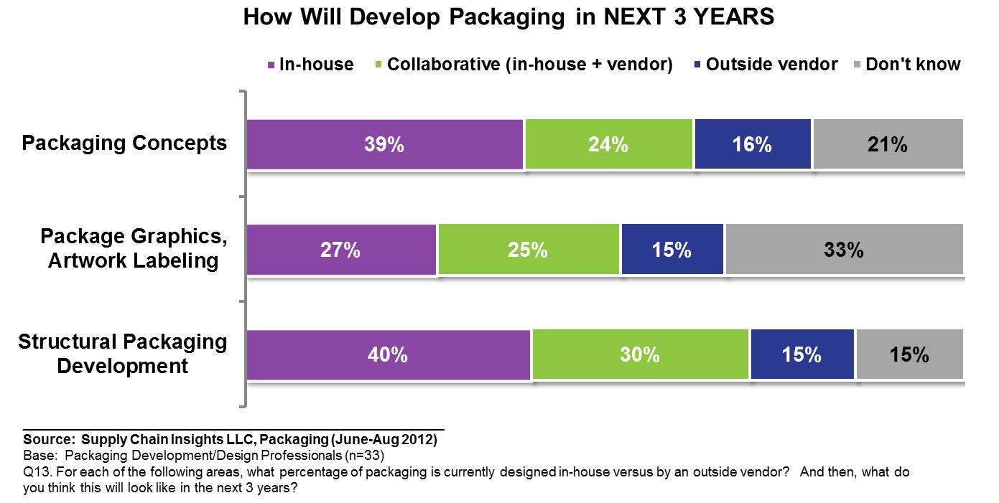 How Will Develop Packaging in NEXT 3 YEARS
In-house Collaborative (in-house + vendor) Outside vendor Don't know
Packaging Concepts
39% 24% 16% 21%
Package Graphics,
Artwork Labeling
27% 25% 15% 33%
Structural Packaging
Development
40% 30% 15% 15%
Source: Supply Chain Insights LLC, Packaging (June-Aug 2012)
Base: Packaging Development/Design Professionals (n=33)
Q13. For each of the following areas, what percentage of packaging is currently designed in-house versus by an outside vendor? And then, what do
you think this will look like in the next 3 years?